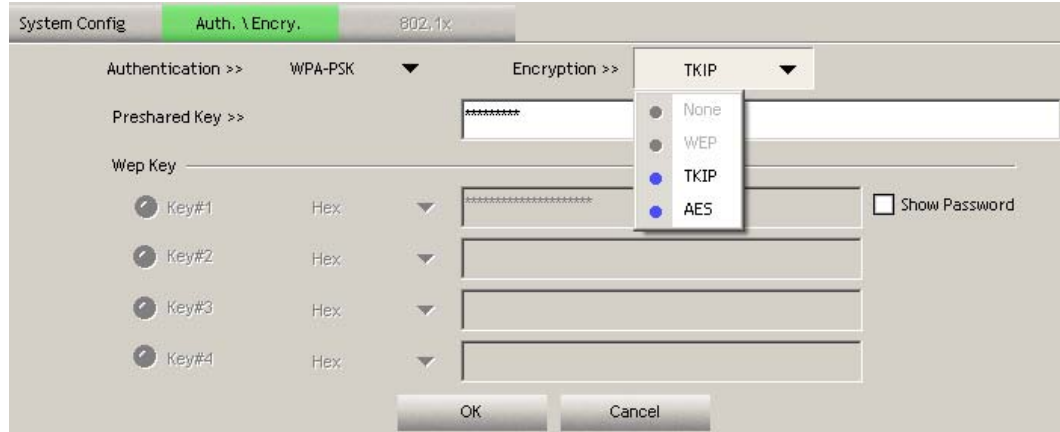 System Config Auth. \ Encry. 802.1x
Authentication >> WPA-PSK Encryption >> TKIP
Preshared Key >> *********
None
WEP
TKIP
AES
Wep Key
Key#1 Hex ********************** Show Password
Key#2 Hex
Key#3 Hex
Key#4 Hex
OK Cancel